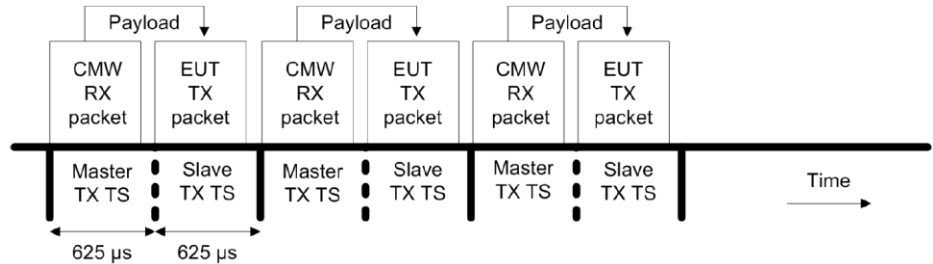 Payload Payload Payload
CMW EUT CMW EUT CMW EUT
RX TX RX TX RX TX
packet packet packet packet packet packet
Master Slave Master Slave Master Slave
TX TS TX TS TX TS TX TS TX TS TX TS
Time
625 µs 625 µs